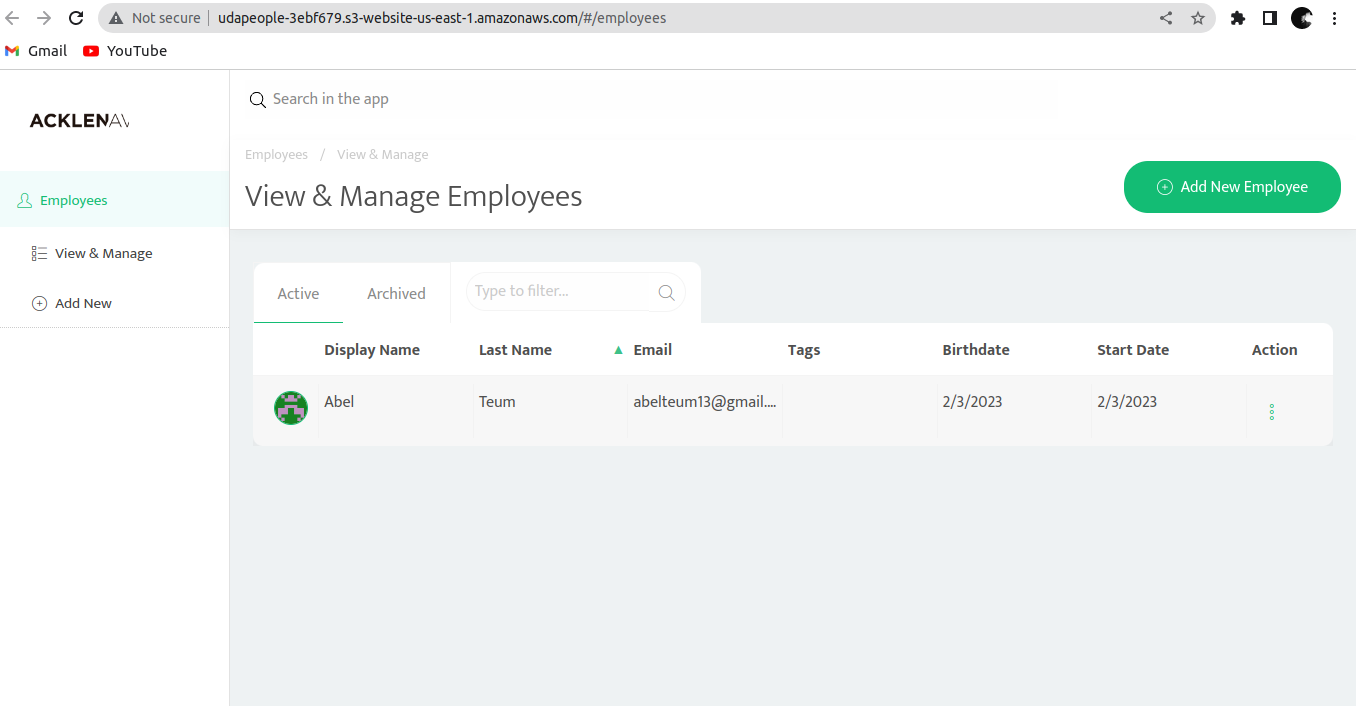 Not secure | udapeople-3ebf679.s3-website-us-east-1.amazonaws.com/#/employees
Gmail YouTube
ACKLENAV
Search in the app
Employees / View & Manage
View & Manage Employees
Add New Employee
Employees
View & Manage
Add New
Active Archived Type to filter...
Display Name Last Name ▲ Email Tags Birthdate Start Date Action
Abel Teum abelteum13@gmail.... 2/3/2023 2/3/2023